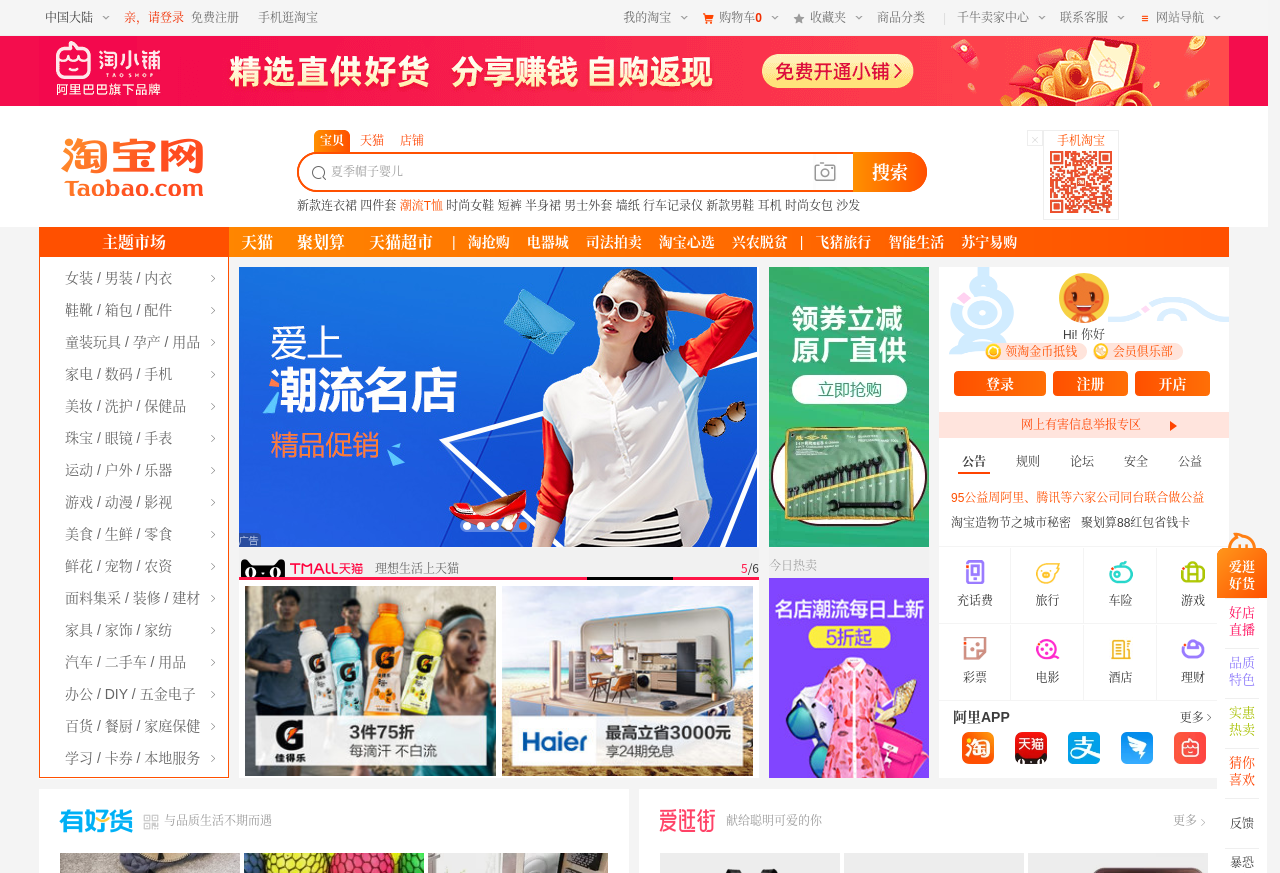 中国大陆 亲，请登录 免费注册 手机逛淘宝 我的淘宝 购物车0 收藏夹 商品分类 千牛卖家中心 联系客服 网站导航
淘小铺
TAO SHOP
阿里巴巴旗下品牌
精选直供好货 分享赚钱 自购返现 免费开通小铺
淘宝网
Taobao.com
宝贝 天猫 店铺
夏季帽子婴儿 搜索
新款连衣裙 四件套 潮流T恤 时尚女鞋 短裤 半身裙 男士外套 墙纸 行车记录仪 新款男鞋 耳机 时尚女包 沙发
手机淘宝
主题市场 天猫 聚划算 天猫超市 | 淘抢购 电器城 司法拍卖 淘宝心选 兴农脱贫 | 飞猪旅行 智能生活 苏宁易购
女装 / 男装 / 内衣
鞋靴 / 箱包 / 配件
童装玩具 / 孕产 / 用品
家电 / 数码 / 手机
美妆 / 洗护 / 保健品
珠宝 / 眼镜 / 手表
运动 / 户外 / 乐器
游戏 / 动漫 / 影视
美食 / 生鲜 / 零食
鲜花 / 宠物 / 农资
面料集采 / 装修 / 建材
家具 / 家饰 / 家纺
汽车 / 二手车 / 用品
办公 / DIY / 五金电子
百货 / 餐厨 / 家庭保健
学习 / 卡券 / 本地服务
爱上
潮流名店
精品促销
广告
TMALL天猫 理想生活上天猫 5/6
G
3件75折
佳得乐
每滴汗 不白流
Haier
最高立省3000元
享24期免息
领券立减
原厂直供
立即抢购
今日热卖
名店潮流每日上新
5折起
Hi! 你好
领淘金币抵钱 会员俱乐部
登录 注册 开店
网上有害信息举报专区
公告 规则 论坛 安全 公益
95公益周阿里、腾讯等六家公司同台联合做公益
淘宝造物节之城市秘密 聚划算88红包省钱卡
充话费 旅行 车险 游戏
彩票 电影 酒店 理财
阿里APP 更多
淘 天猫 支
爱逛
好货
好店
直播
品质
特色
实惠
热卖
猜你
喜欢
反馈
暴恐
有好货 与品质生活不期而遇
爱逛街 献给聪明可爱的你 更多